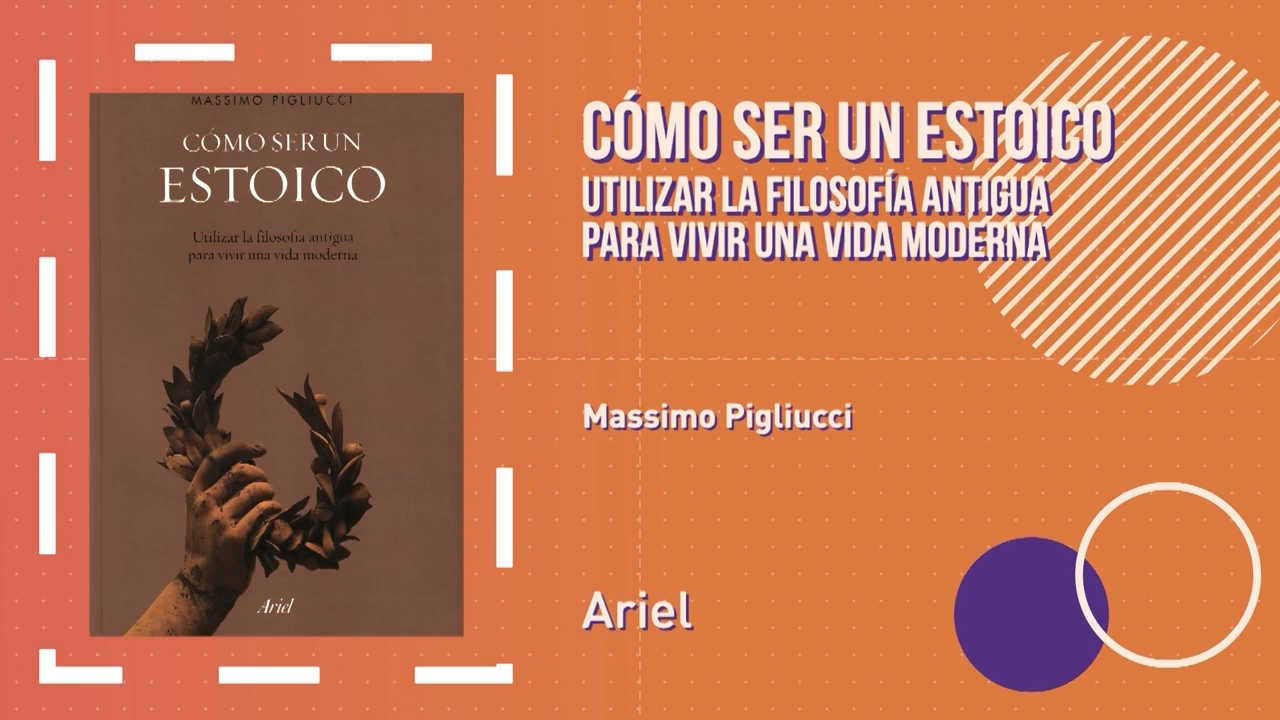 MASSIMO PIGLIUCCI
CÓMO SER UN
ESTOICO
Utilizar la filosofía antigua
para vivir una vida moderna
Ariel
CÓMO SER UN ESTOICO
UTILIZAR LA FILOSOFÍA ANTIGUA
PARA VIVIR UNA VIDA MODERNA
Massimo Pigliucci
Ariel